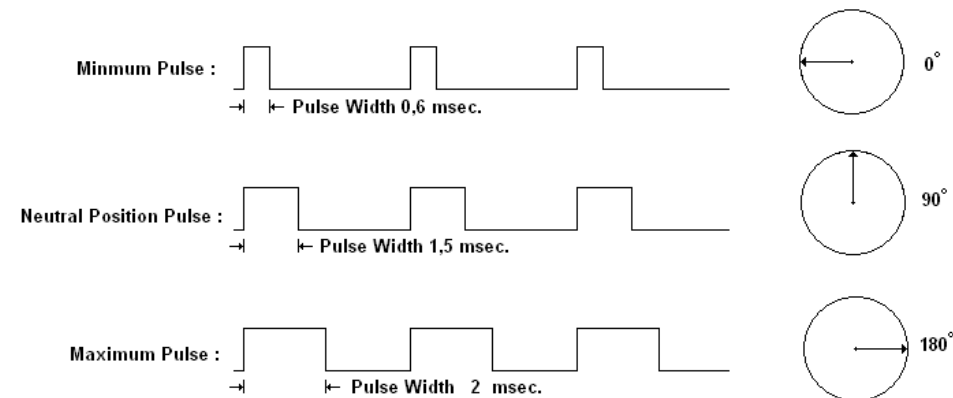 Minmum Pulse :
0°
Pulse Width 0,6 msec.
Neutral Position Pulse :
90°
Pulse Width 1,5 msec.
Maximum Pulse :
180°
Pulse Width 2 msec.